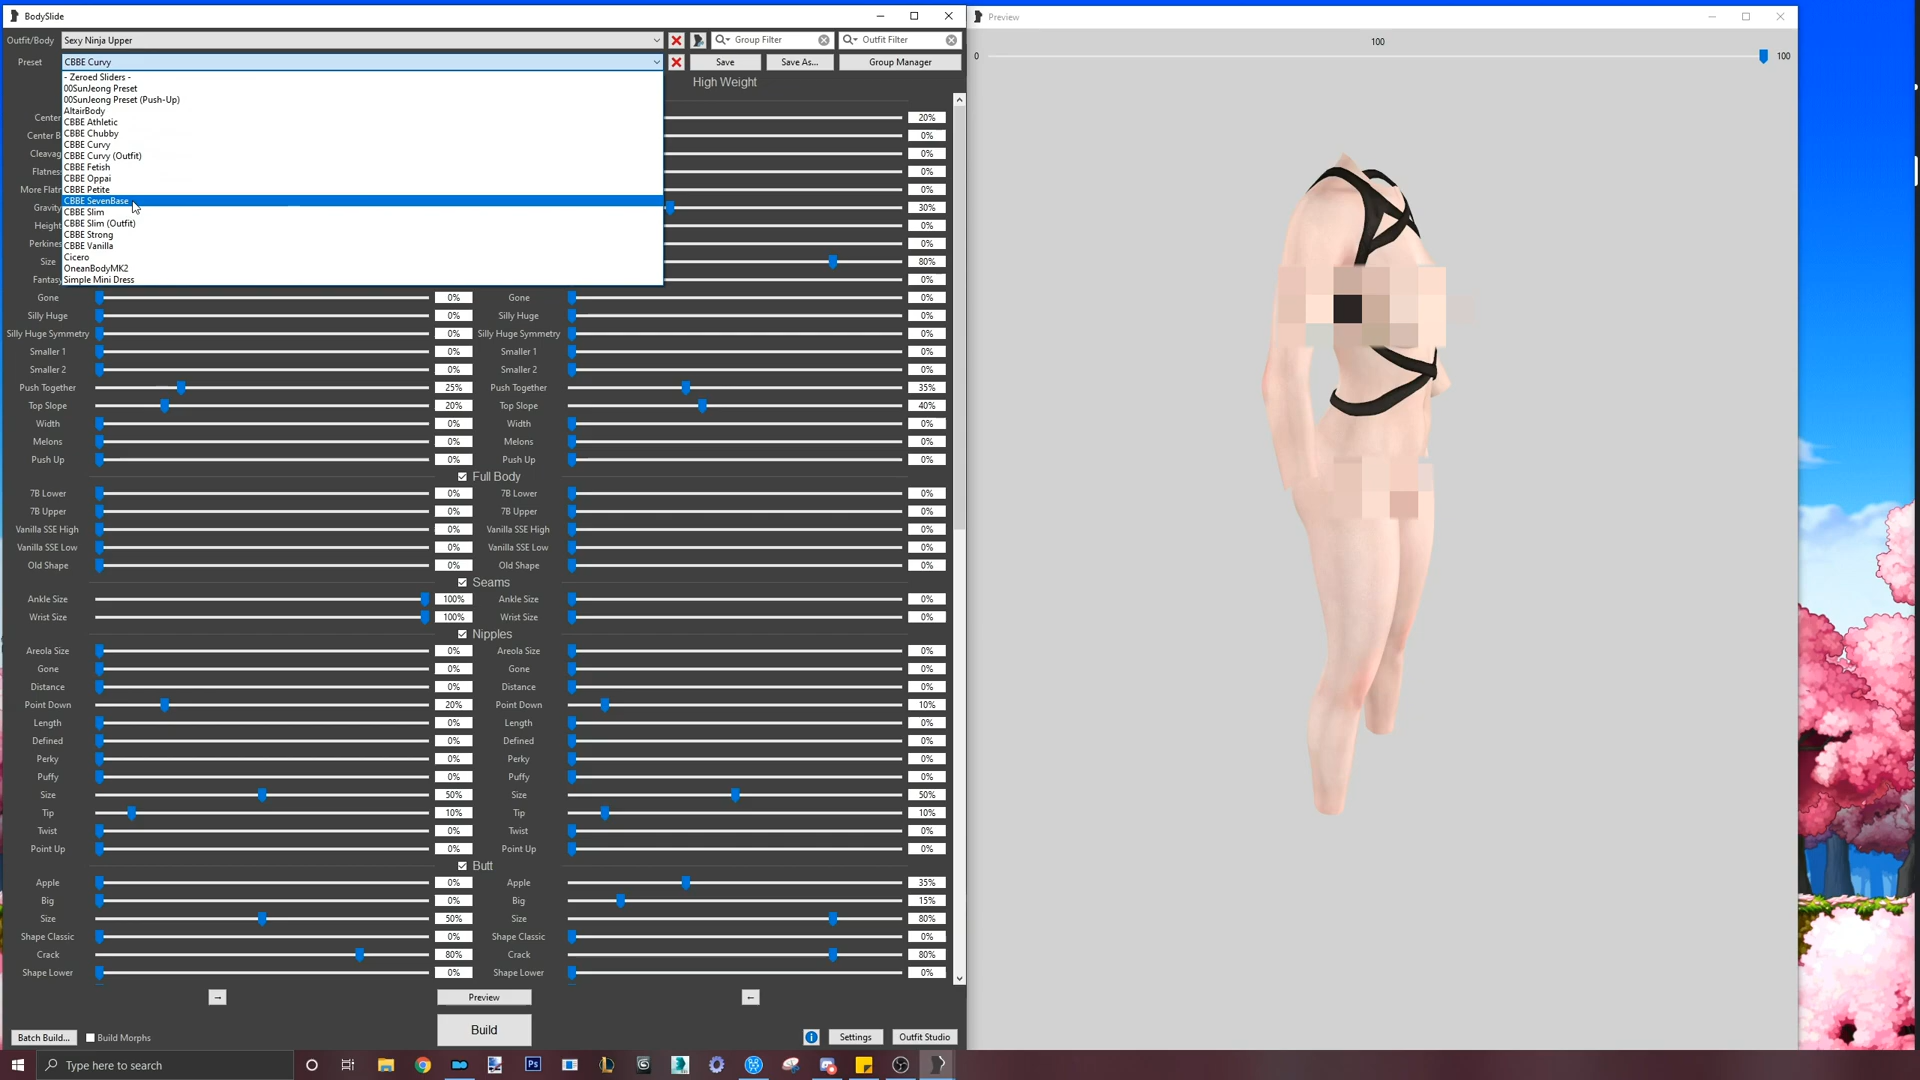 BodySlide
Preview
Outfit/Body Sexy Ninja Upper Group Filter Outfit Filter
Preset CBBE Curvy Save Save As... Group Manager
100
0 100
High Weight
- Zeroed Sliders -
00SunJeong Preset
00SunJeong Preset (Push-Up)
AltairBody
CBBE Athletic
CBBE Chubby
CBBE Curvy
CBBE Curvy (Outfit)
CBBE Fetish
CBBE Oppai
CBBE Petite
CBBE SevenBase
CBBE Slim
CBBE Slim (Outfit)
CBBE Strong
CBBE Vanilla
Cicero
OneanBodyMK2
Simple Mini Dress
Center 20%
Center B 0%
Cleavag 0%
Flatnes 0%
More Flatn 0%
Gravity 30%
Height 0%
Perkines 0%
Size 80%
Fantasy 0%
Gone 0% Gone 0%
Silly Huge 0% Silly Huge 0%
Silly Huge Symmetry 0% Silly Huge Symmetry 0%
Smaller 1 0% Smaller 1 0%
Smaller 2 0% Smaller 2 0%
Push Together 25% Push Together 35%
Top Slope 20% Top Slope 40%
Width 0% Width 0%
Melons 0% Melons 0%
Push Up 0% Push Up 0%
Full Body
7B Lower 0% 7B Lower 0%
7B Upper 0% 7B Upper 0%
Vanilla SSE High 0% Vanilla SSE High 0%
Vanilla SSE Low 0% Vanilla SSE Low 0%
Old Shape 0% Old Shape 0%
Seams
Ankle Size 100% Ankle Size 0%
Wrist Size 100% Wrist Size 0%
Nipples
Areola Size 0% Areola Size 0%
Gone 0% Gone 0%
Distance 0% Distance 0%
Point Down 20% Point Down 10%
Length 0% Length 0%
Defined 0% Defined 0%
Perky 0% Perky 0%
Puffy 0% Puffy 0%
Size 50% Size 50%
Tip 10% Tip 10%
Twist 0% Twist 0%
Point Up 0% Point Up 0%
Butt
Apple 0% Apple 35%
Big 0% Big 15%
Size 50% Size 80%
Shape Classic 0% Shape Classic 0%
Crack 80% Crack 80%
Shape Lower 0% Shape Lower 0%
→ Preview ←
Build
Batch Build... Build Morphs Settings Outfit Studio
Type here to search
Ps